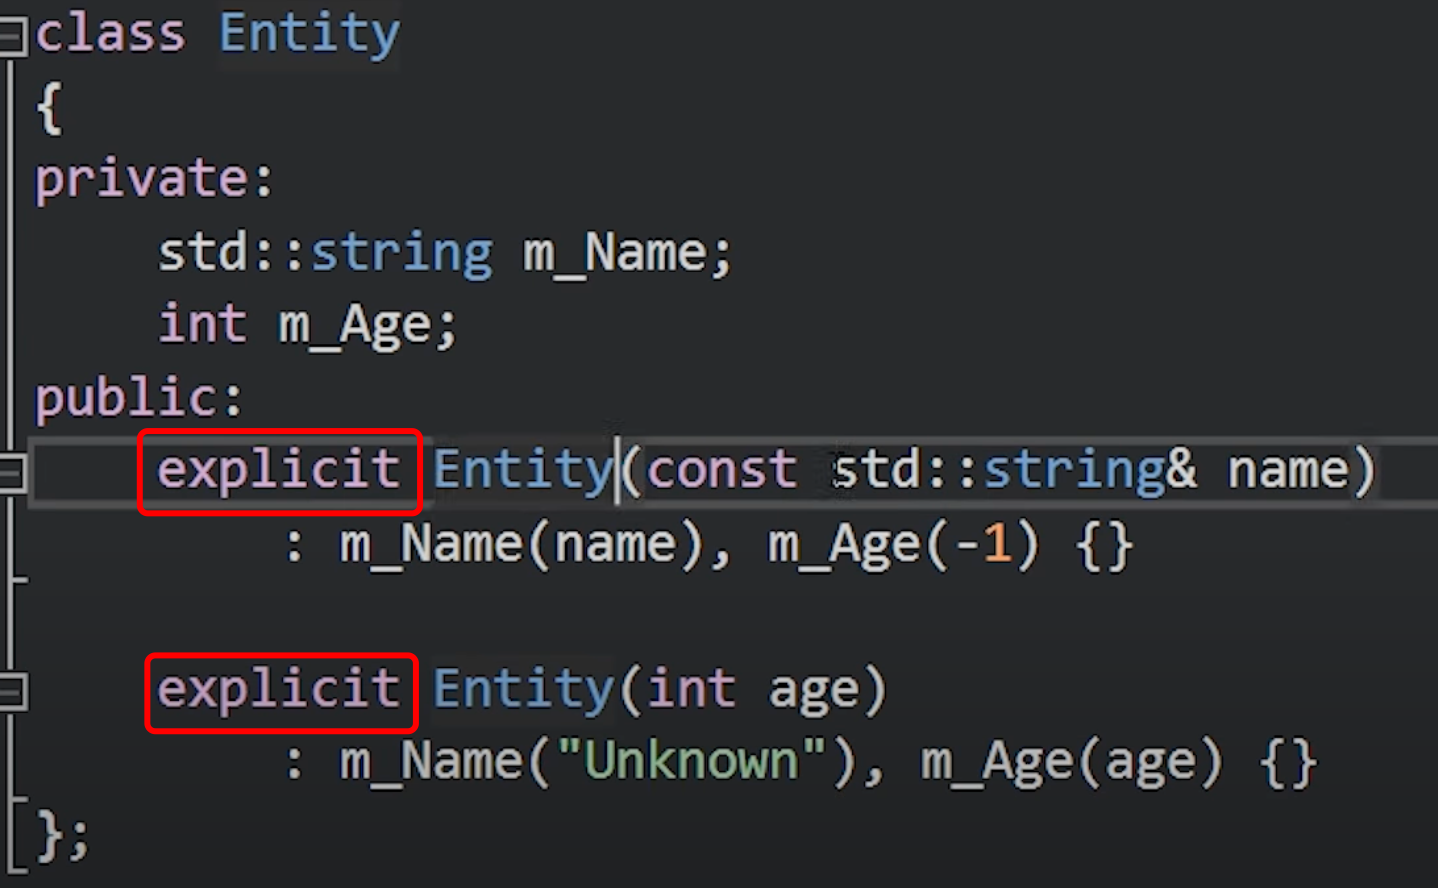 class Entity
{
private:
    std::string m_Name;
    int m_Age;
public:
    explicit Entity(const std::string& name)
        : m_Name(name), m_Age(-1) {}
    explicit Entity(int age)
        : m_Name("Unknown"), m_Age(age) {}
};